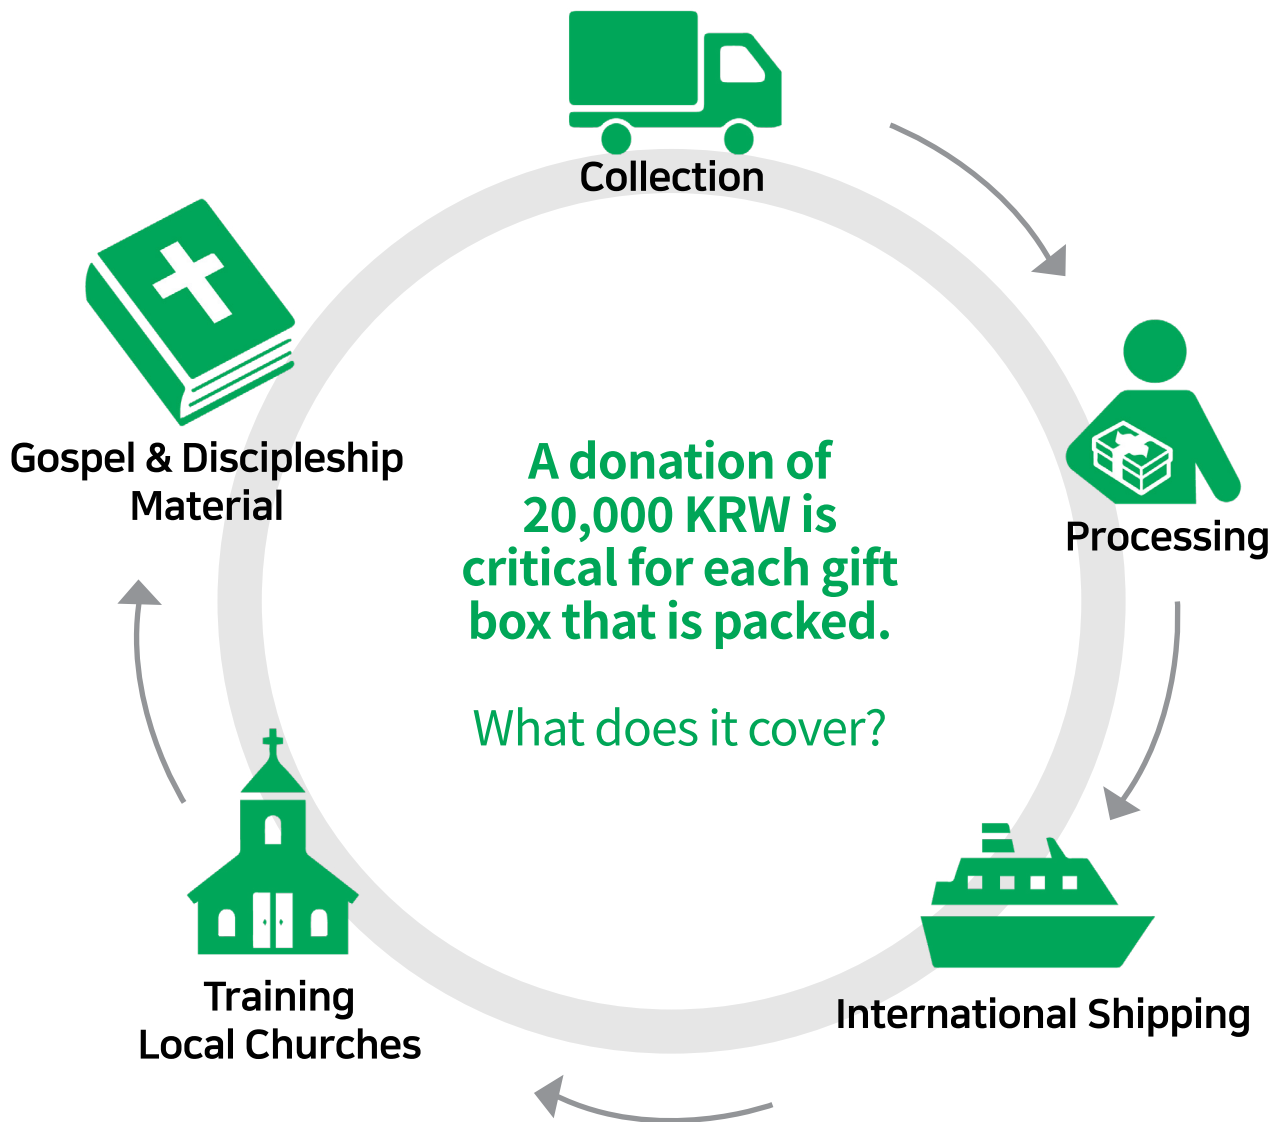 Collection
Gospel & Discipleship
Material
A donation of
20,000 KRW is
critical for each gift
box that is packed.
What does it cover?
Processing
Training
Local Churches
International Shipping